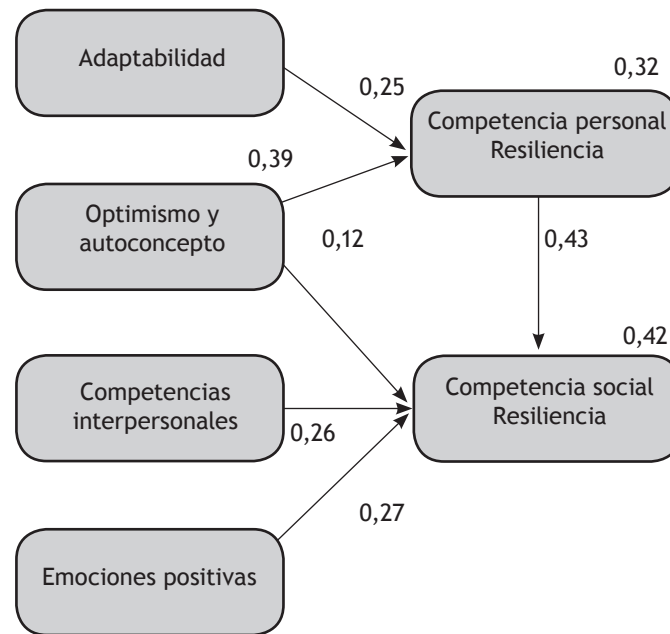 Adaptabilidad
0,25
0,32
Competencia personal
Resiliencia
0,39
Optimismo y
autoconcepto
0,12
0,43
0,42
Competencia social
Resiliencia
Competencias
interpersonales
0,26
0,27
Emociones positivas